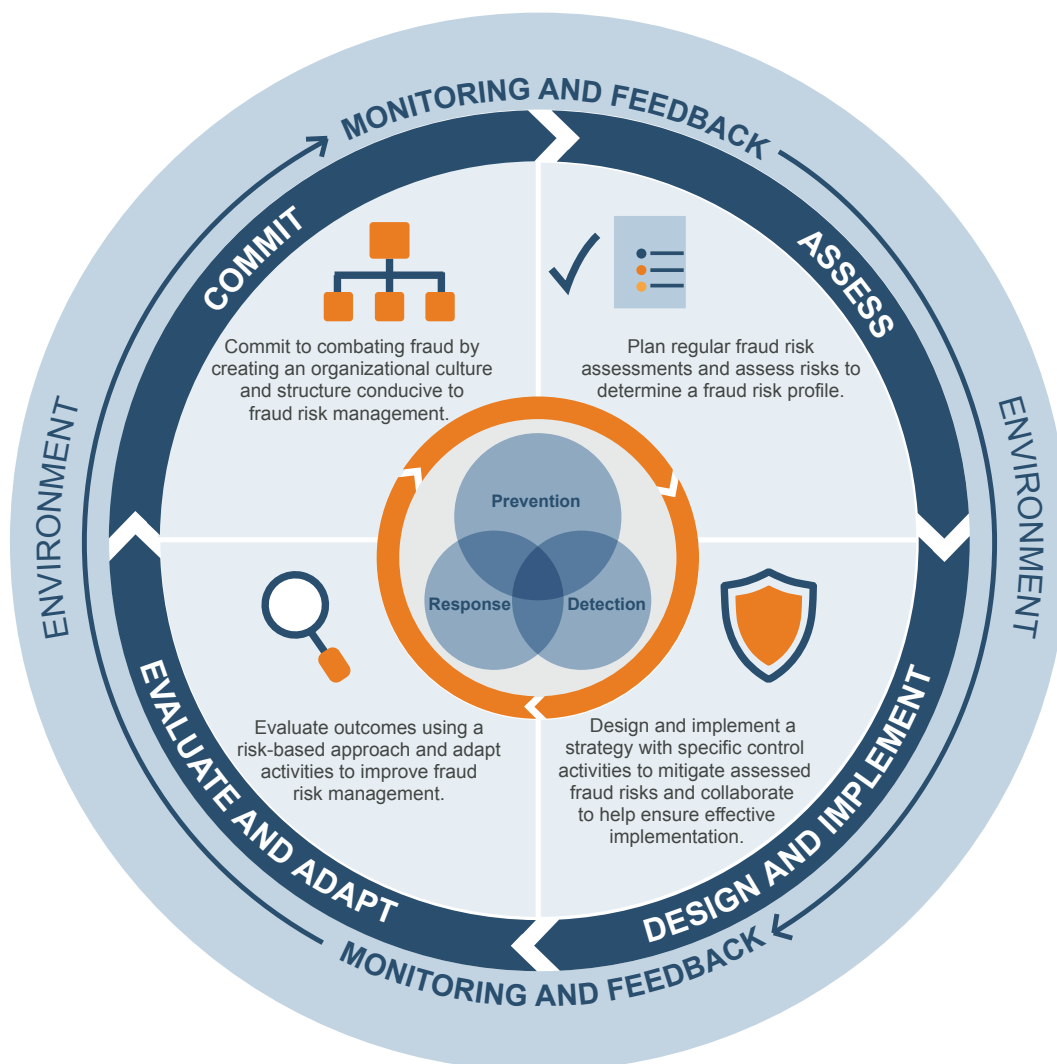 MONITORING AND FEEDBACK
ENVIRONMENT
ENVIRONMENT
COMMIT
Commit to combating fraud by
creating an organizational culture
and structure conducive to
fraud risk management.
ASSESS
Plan regular fraud risk
assessments and assess risks to
determine a fraud risk profile.
Prevention
Response
Detection
DESIGN AND IMPLEMENT
Design and implement a
strategy with specific control
activities to mitigate assessed
fraud risks and collaborate
to help ensure effective
implementation.
EVALUATE AND ADAPT
Evaluate outcomes using a
risk-based approach and adapt
activities to improve fraud
risk management.
MONITORING AND FEEDBACK